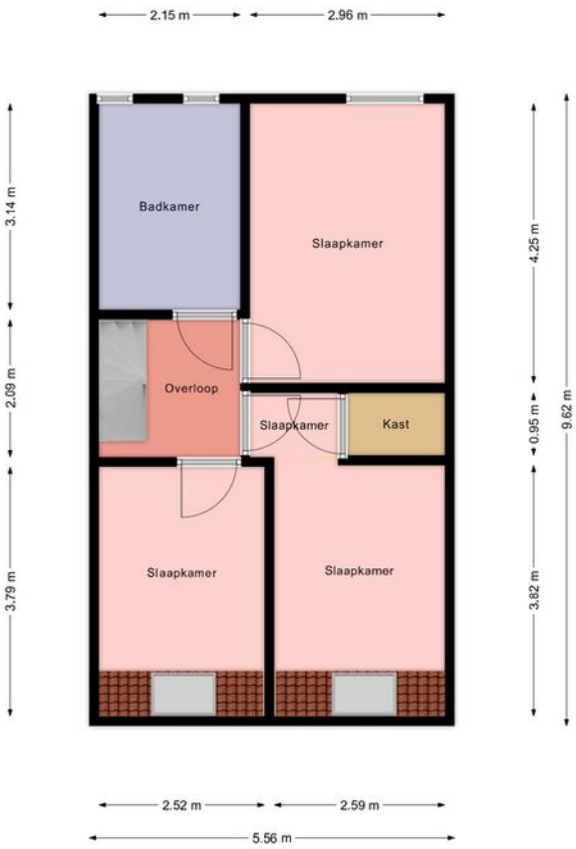 2.15 m
2.96 m
3.14 m
Badkamer
Slaapkamer
4.25 m
2.09 m
Overloop
Slaapkamer
Kast
0.95 m
9.62 m
3.79 m
Slaapkamer
Slaapkamer
3.82 m
2.52 m
2.59 m
5.56 m